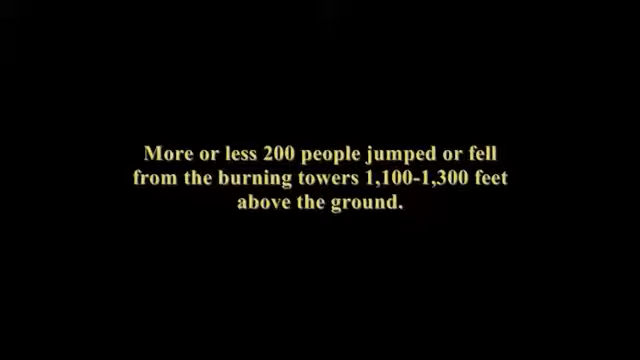 More or less 200 people jumped or fell
from the burning towers 1,100-1,300 feet
above the ground.